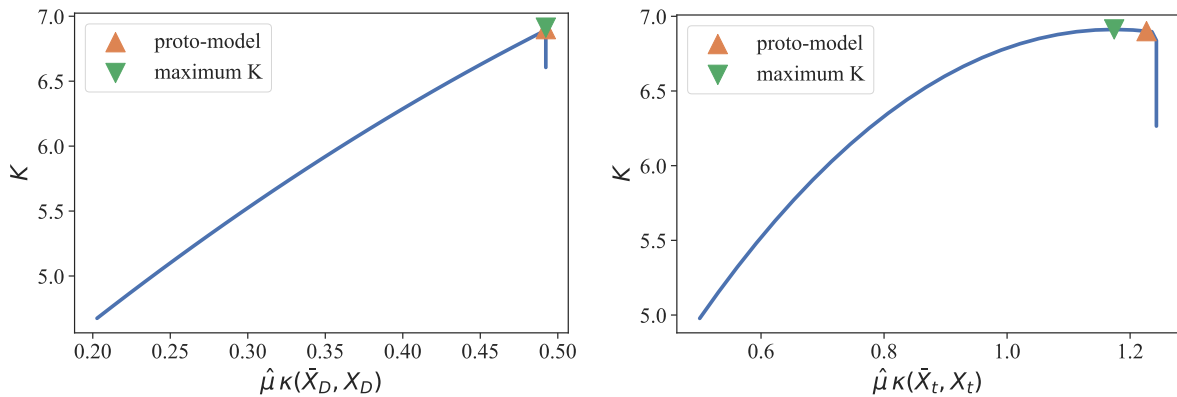 7.0
6.5
6.0
5.5
5.0
K
proto-model
maximum K
0.20 0.25 0.30 0.35 0.40 0.45 0.50
μ̂ κ(X̄_D, X_D)
7.0
6.5
6.0
5.5
5.0
K
proto-model
maximum K
0.6 0.8 1.0 1.2
μ̂ κ(X̄_t, X_t)